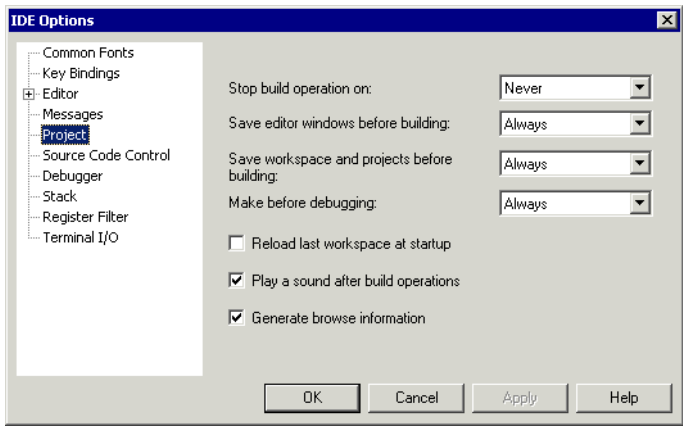 IDE Options
Common Fonts
Key Bindings
Editor
Messages
Project
Source Code Control
Debugger
Stack
Register Filter
Terminal I/O
Stop build operation on: Never
Save editor windows before building: Always
Save workspace and projects before
building: Always
Make before debugging: Always
Reload last workspace at startup
Play a sound after build operations
Generate browse information
OK Cancel Apply Help